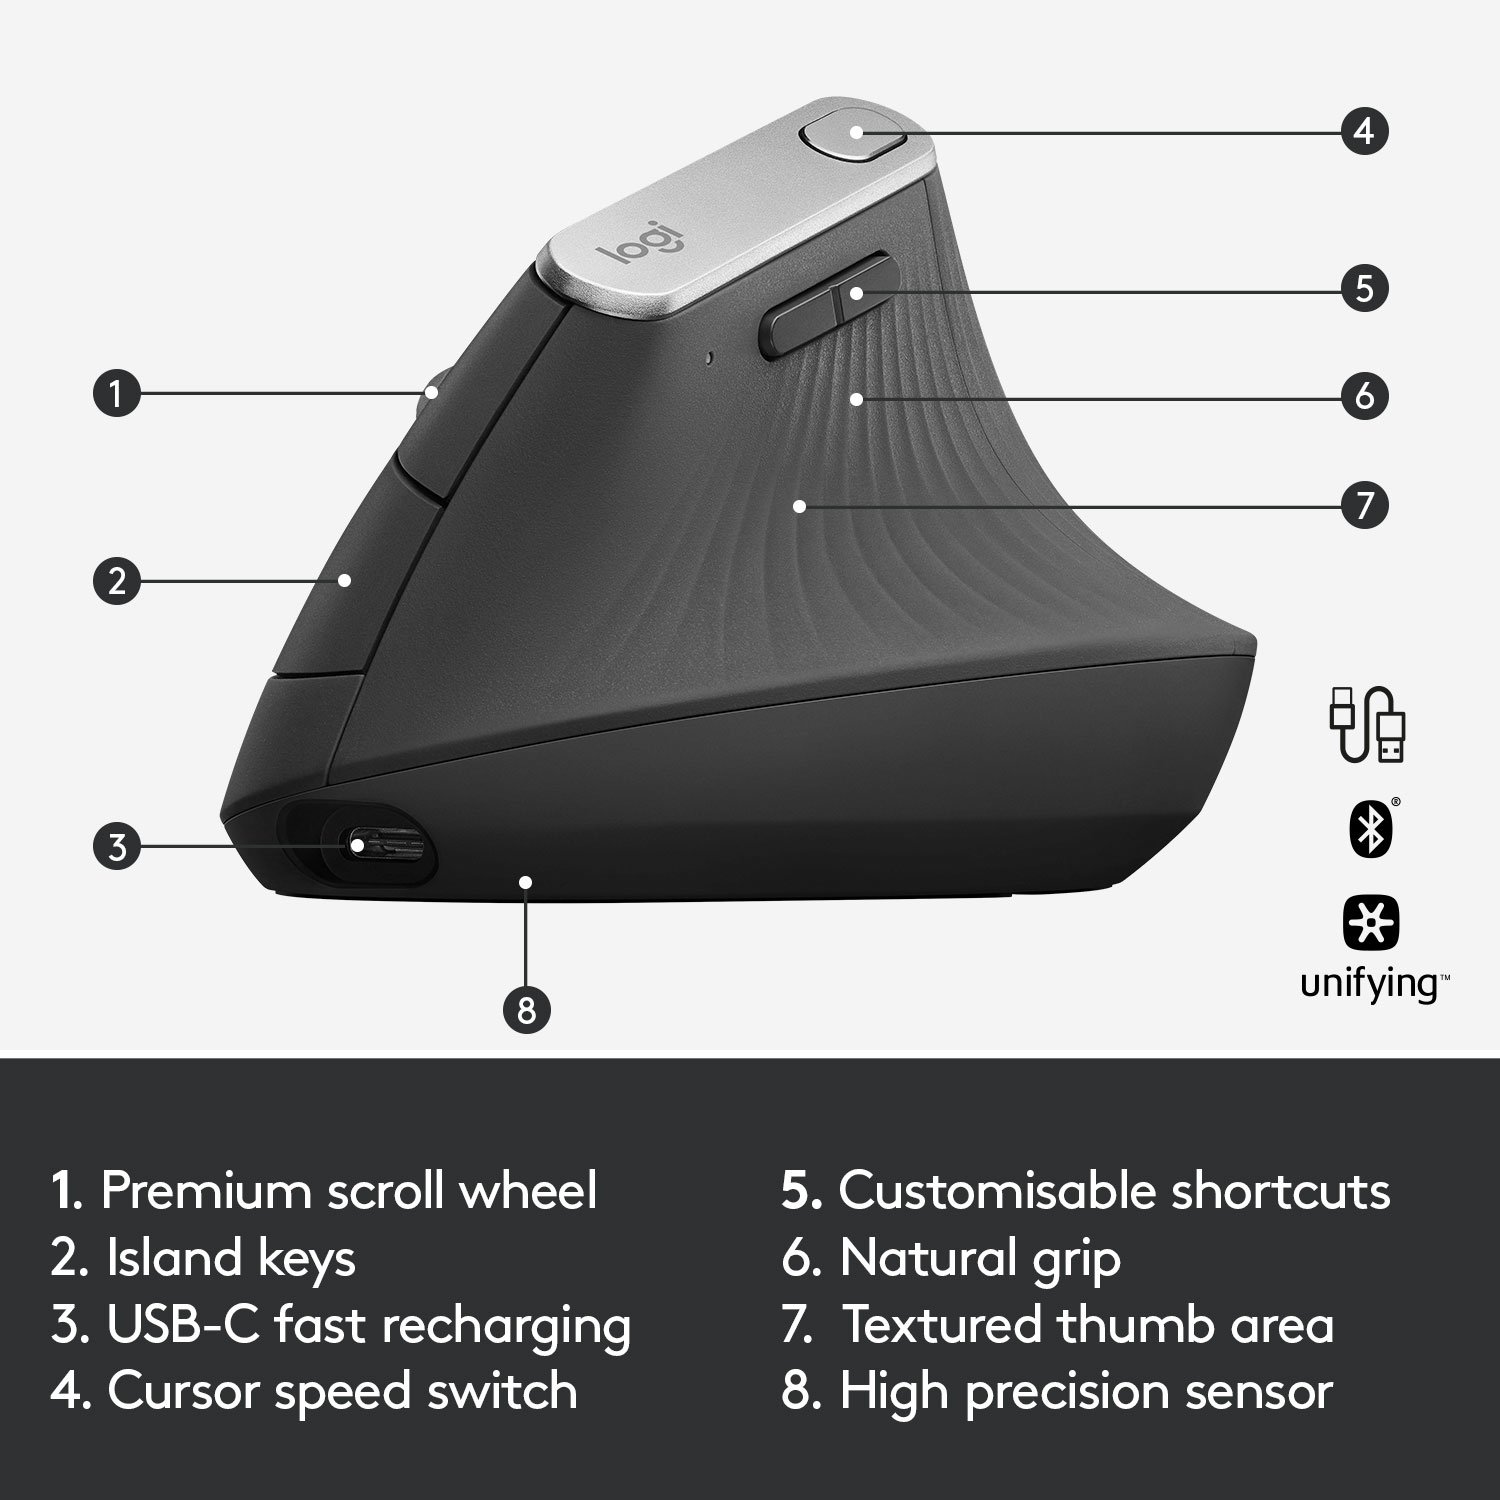 logi
4
5
1
6
7
2
3
8
®
unifying™
1. Premium scroll wheel
2. Island keys
3. USB-C fast recharging
4. Cursor speed switch
5. Customisable shortcuts
6. Natural grip
7. Textured thumb area
8. High precision sensor